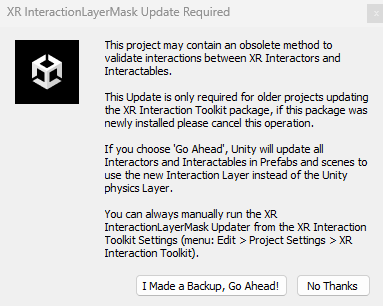 XR InteractionLayerMask Update Required
x
This project may contain an obsolete method to
validate interactions between XR Interactors and
Interactables.
This Update is only required for older projects updating
the XR Interaction Toolkit package, if this package was
newly installed please cancel this operation.
If you choose 'Go Ahead', Unity will update all
Interactors and Interactables in Prefabs and scenes to
use the new Interaction Layer instead of the Unity
physics Layer.
You can always manually run the XR
InteractionLayerMask Updater from the XR Interaction
Toolkit Settings (menu: Edit > Project Settings > XR
Interaction Toolkit).
I Made a Backup, Go Ahead!
No Thanks